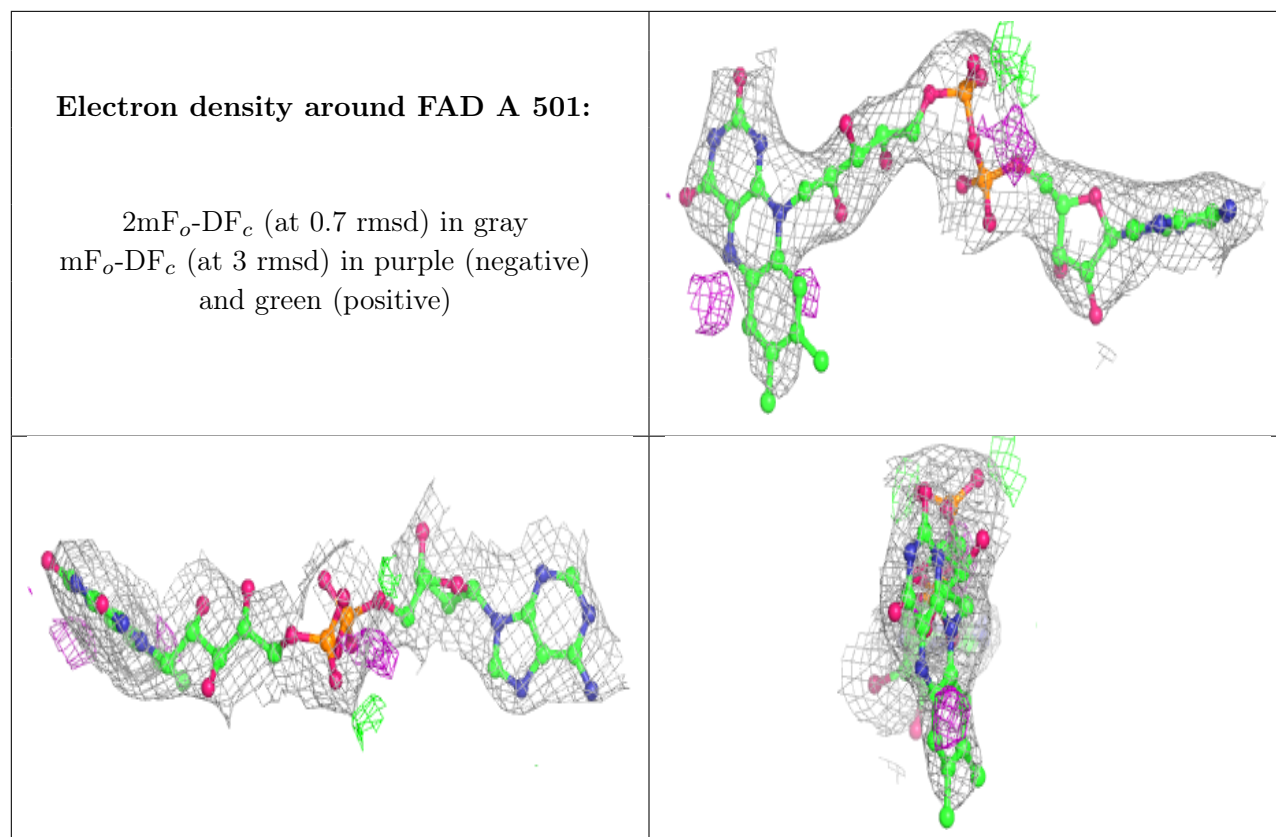 Electron density around FAD A 501:
2mFo-DFc (at 0.7 rmsd) in gray
mFo-DFc (at 3 rmsd) in purple (negative)
and green (positive)